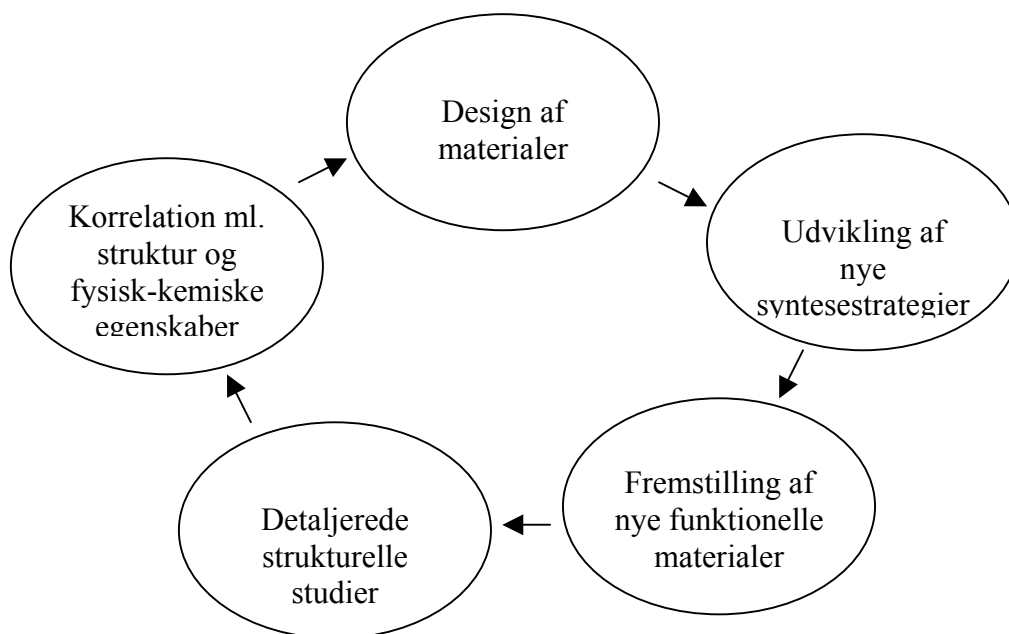 Design af
materialer
Udvikling af
nye
syntesestrategier
Fremstilling af
nye funktionelle
materialer
Detaljerede
strukturelle
studier
Korrelation ml.
struktur og
fysisk-kemiske
egenskaber